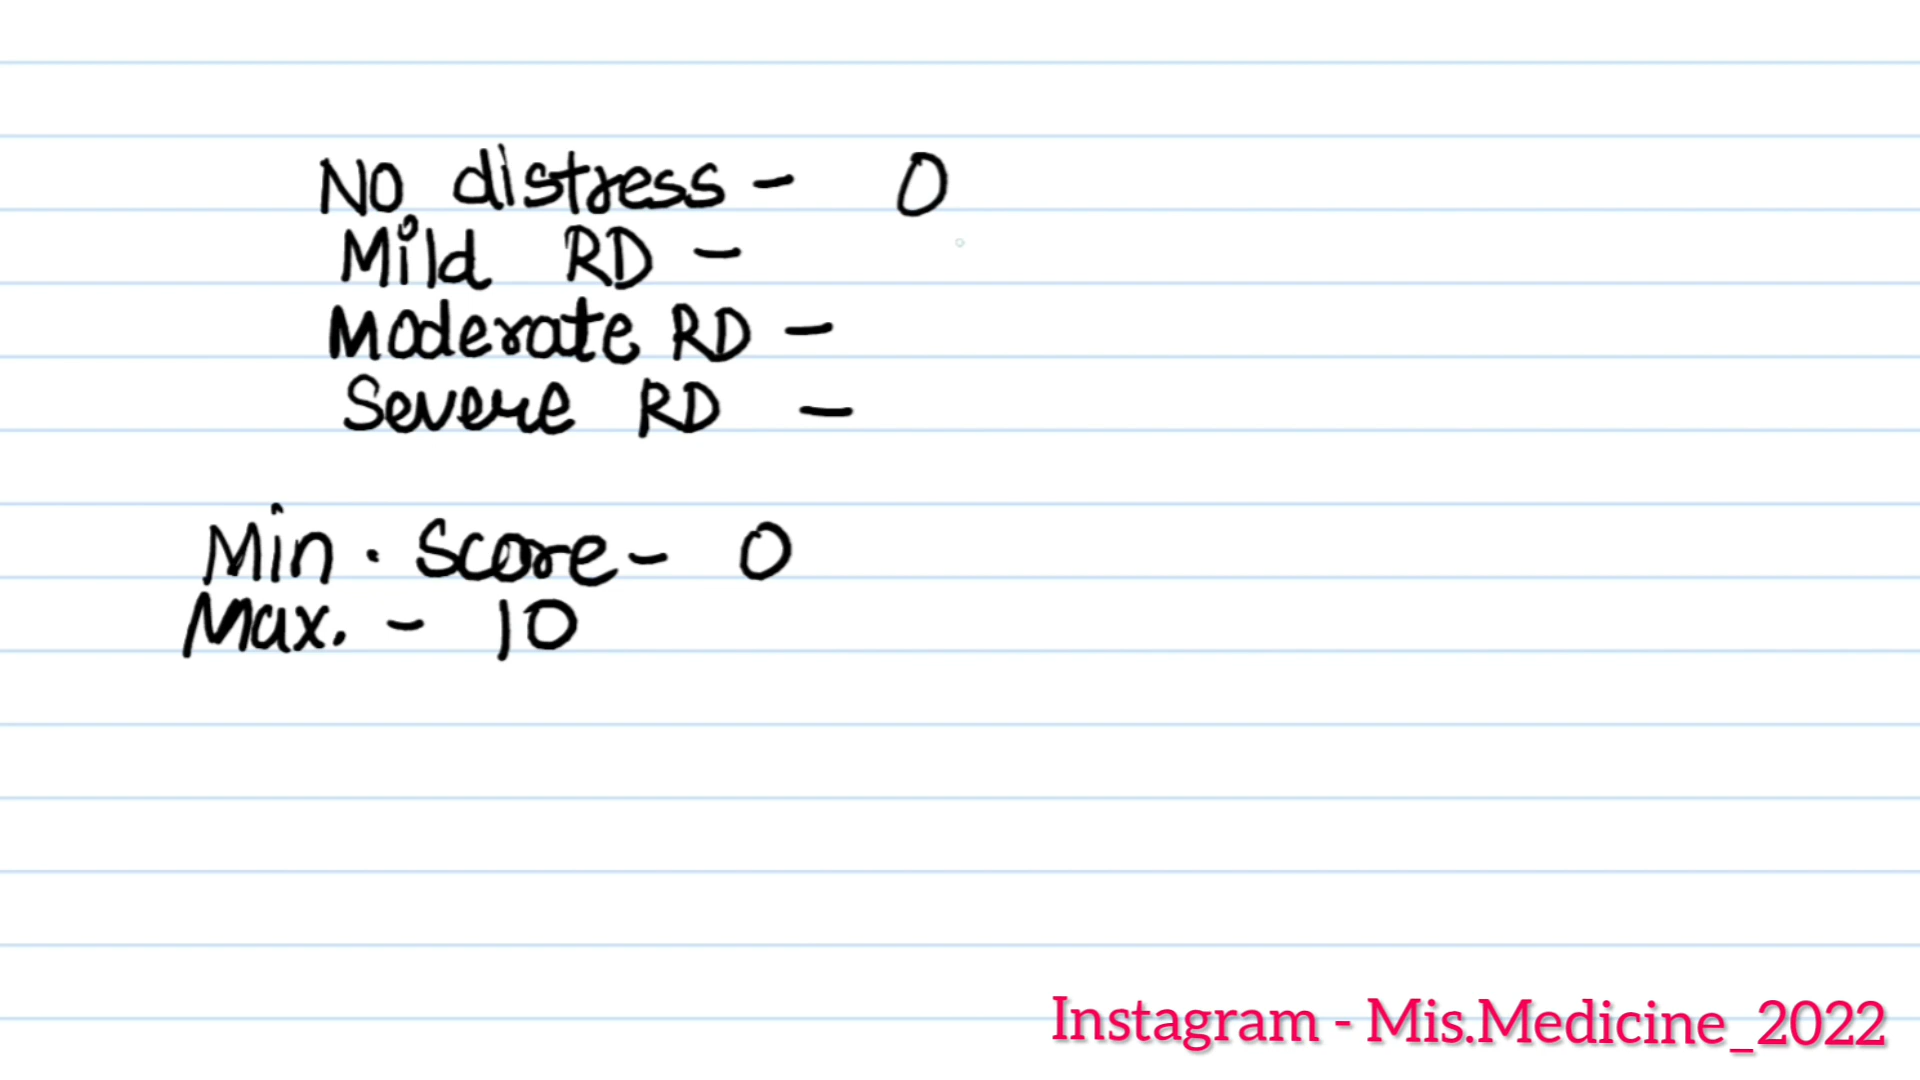 No distress - 0
Mild RD -
Moderate RD -
Severe RD -
Min. Score - 0
Max. - 10
Instagram - Mis.Medicine_2022